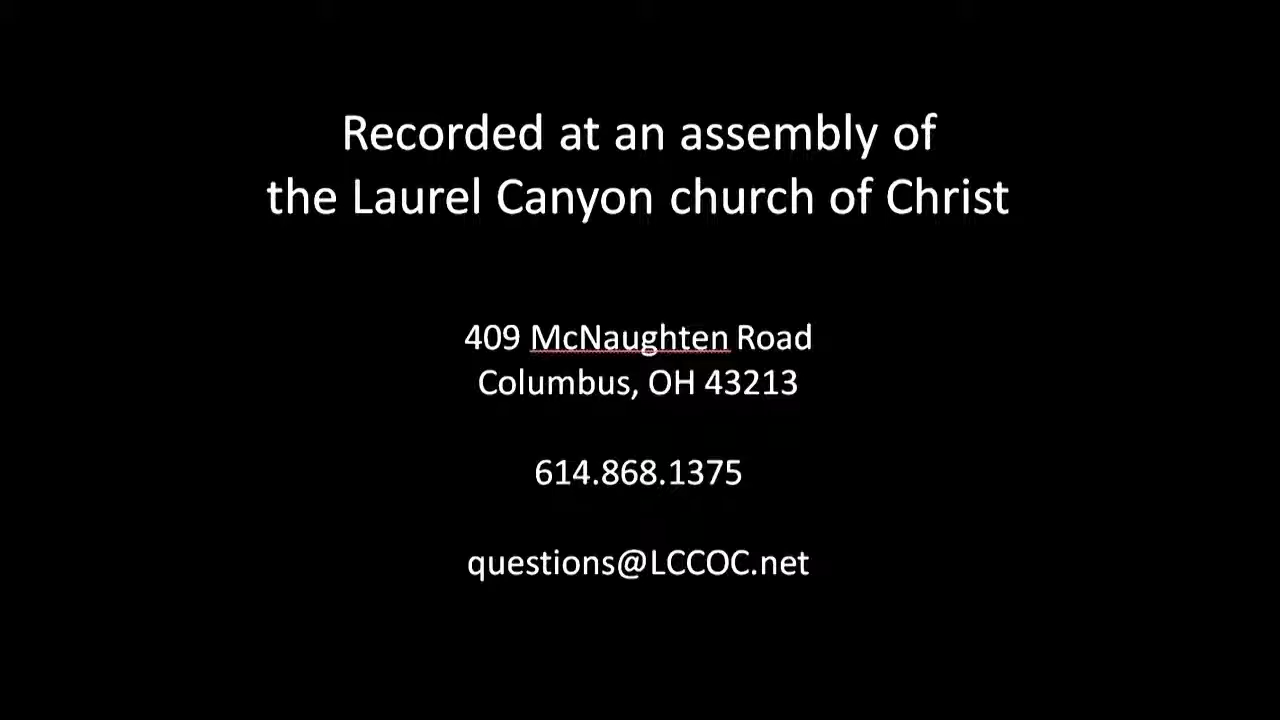 Recorded at an assembly of
the Laurel Canyon church of Christ
409 McNaughten Road
Columbus, OH 43213
614.868.1375
questions@LCCOC.net